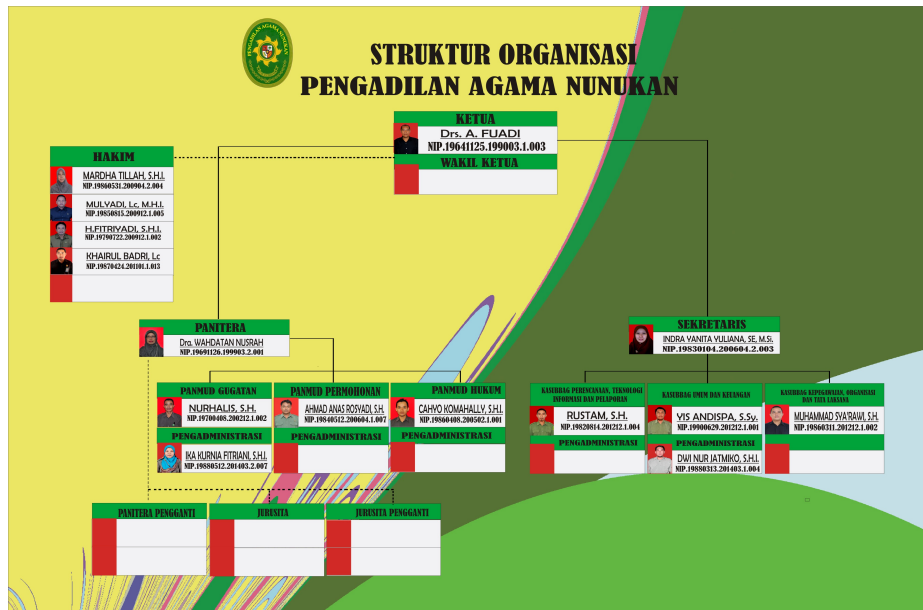 PENGADILAN AGAMA NUNUKAN
STRUKTUR ORGANISASI
PENGADILAN AGAMA NUNUKAN
KETUA
Drs. A. FUADI
NIP.19641125.199003.1.003
WAKIL KETUA
HAKIM
MARDHA TILLAH, S.H.I.
NIP.19860531.200904.2.004
MULYADI, Lc, M.H.I.
NIP.19850815.200912.1.005
H.FITRIYADI, S.H.I.
NIP.19790722.200912.1.002
KHAIRUL BADRI, Lc
NIP.19870424.201101.1.013
PANITERA
Dra. WAHDATAN NUSRAH
NIP.19691126.199903.2.001
SEKRETARIS
INDRA YANITA YULIANA, SE, M.Si.
NIP.19830104.200604.2.003
PANMUD GUGATAN
NURHALIS, S.H.
NIP.19700408.200212.1.002
PENGADMINISTRASI
IKA KURNIA FITRIANI, S.H.I.
NIP.19880512.201403.2.007
PANMUD PERMOHONAN
AHMAD ANAS ROSYADI, S.H.
NIP.19840512.200604.1.007
PENGADMINISTRASI
PANMUD HUKUM
CAHYO KOMAHALLY, S.H.I.
NIP.19860408.200502.1.001
PENGADMINISTRASI
KASUBBAG PERENCANAAN, TEKNOLOGI
INFORMASI DAN PELAPORAN
RUSTAM, S.H.
NIP.19820814.201212.1.004
PENGADMINISTRASI
KASUBBAG UMUM DAN KEUANGAN
YIS ANDISPA, S.Sy.
NIP.19900629.201212.1.001
PENGADMINISTRASI
DWI NUR JATMIKO, S.H.I.
NIP.19880313.201403.1.004
KASUBBAG KEPEGAWAIAN, ORGANISASI
DAN TATA LAKSANA
MUHAMMAD SYA'RAWI, S.H.
NIP.19860311.201212.1.002
PANITERA PENGGANTI
JURUSITA
JURUSITA PENGGANTI